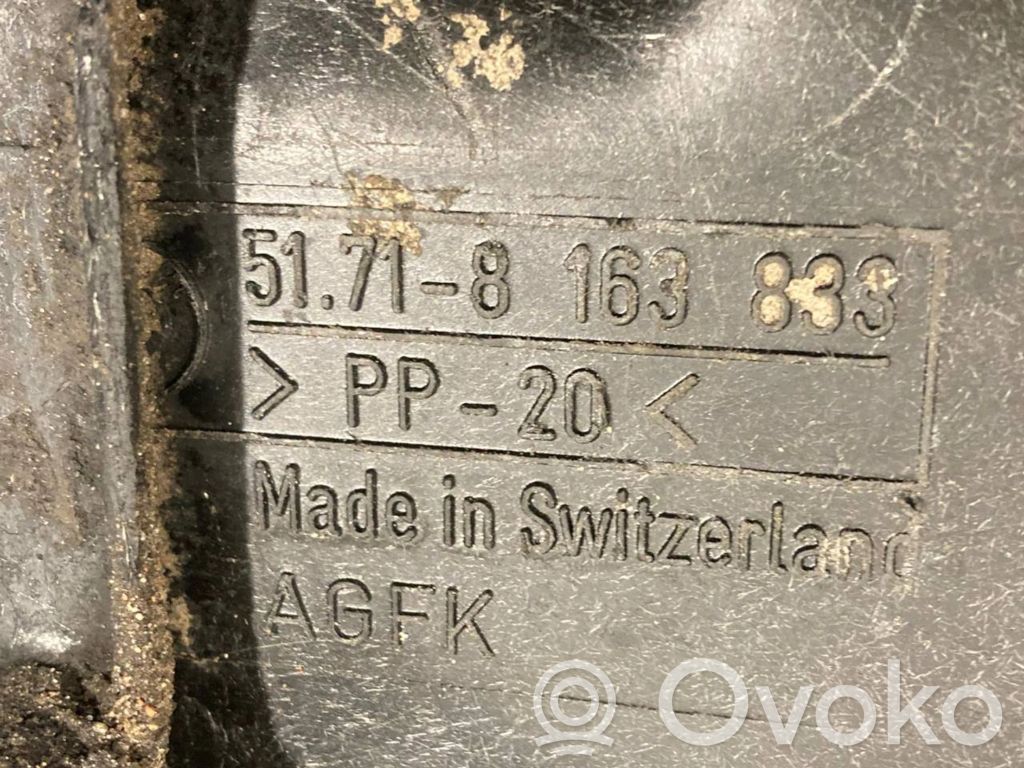 51.71-8 163 833
> PP-20 <
Made in Switzerland
AGFK
Ovoko